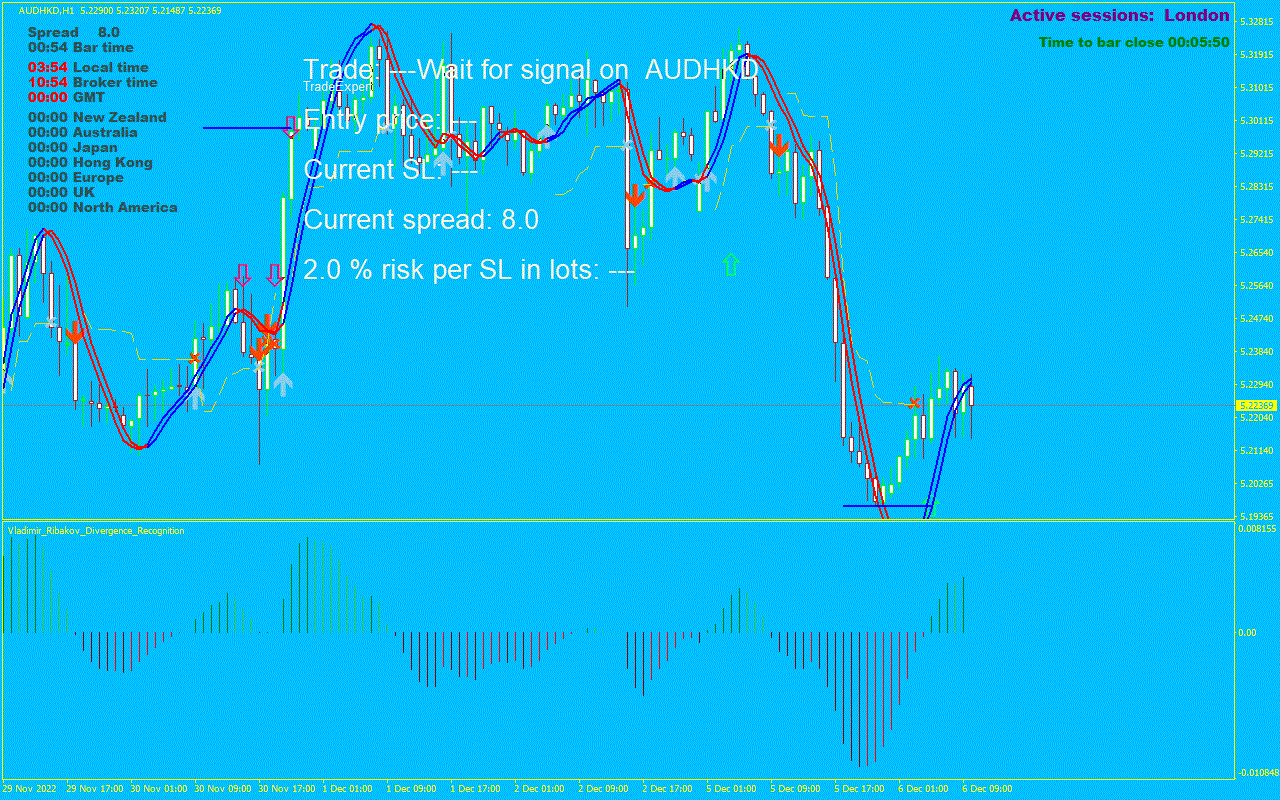 AUDHKD,H1 5.22900 5.23207 5.21487 5.22369
Active sessions: London
Time to bar close 00:05:50
Spread 8.0
00:54 Bar time
03:54 Local time
10:54 Broker time
00:00 GMT
00:00 New Zealand
00:00 Australia
00:00 Japan
00:00 Hong Kong
00:00 Europe
00:00 UK
00:00 North America
Trade: ---Wait for signal on AUDHKD
TradeExpert
Entry price: ---
Current SL: ---
Current spread: 8.0
2.0 % risk per SL in lots: ---
5.32815
5.31915
5.31015
5.30115
5.29215
5.28315
5.27415
5.26540
5.25640
5.24740
5.23840
5.22940
5.22369
5.22040
5.21140
5.20265
5.19365
Vladimir_Ribakov_Divergence_Recognition
0.008155
0.00
-0.010848
29 Nov 2022 29 Nov 17:00 30 Nov 01:00 30 Nov 09:00 30 Nov 17:00 1 Dec 01:00 1 Dec 09:00 1 Dec 17:00 2 Dec 01:00 2 Dec 09:00 2 Dec 17:00 5 Dec 01:00 5 Dec 09:00 5 Dec 17:00 6 Dec 01:00 6 Dec 09:00